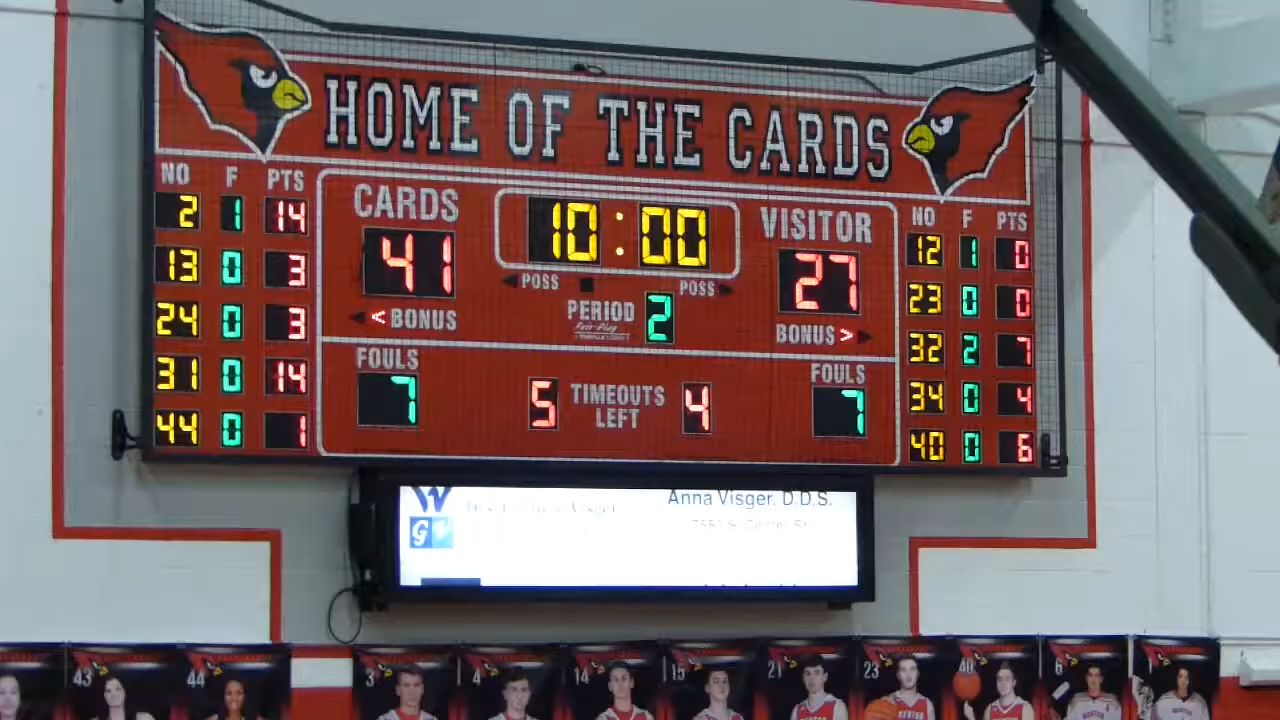 HOME OF THE CARDS
NO F PTS
2 1 14
13 0 3
24 0 3
31 0 14
44 0 1
CARDS
41
< BONUS
10:00
POSS POSS
PERIOD 2
Fair-Play
VISITOR
27
BONUS >
FOULS
7
5 TIMEOUTS LEFT 4
FOULS
7
NO F PTS
12 1 0
23 0 0
32 2 7
34 0 4
40 0 6
W
G
Anna Visger, D.D.S.
43 44 3 4 14 15 21 23 40 6